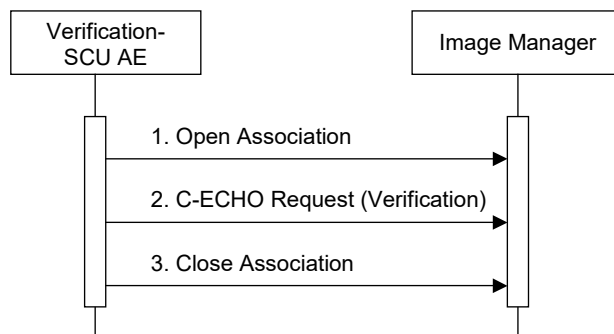 Verification-
SCU AE
Image Manager
1. Open Association
2. C-ECHO Request (Verification)
3. Close Association